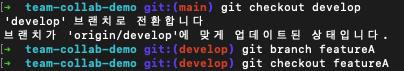 [➜  team-collab-demo git:(main) git checkout develop
'develop' 브랜치로 전환합니다
브랜치가 'origin/develop'에 맞게 업데이트된 상태입니다.
[➜  team-collab-demo git:(develop) git branch featureA
[➜  team-collab-demo git:(develop) git checkout featureA